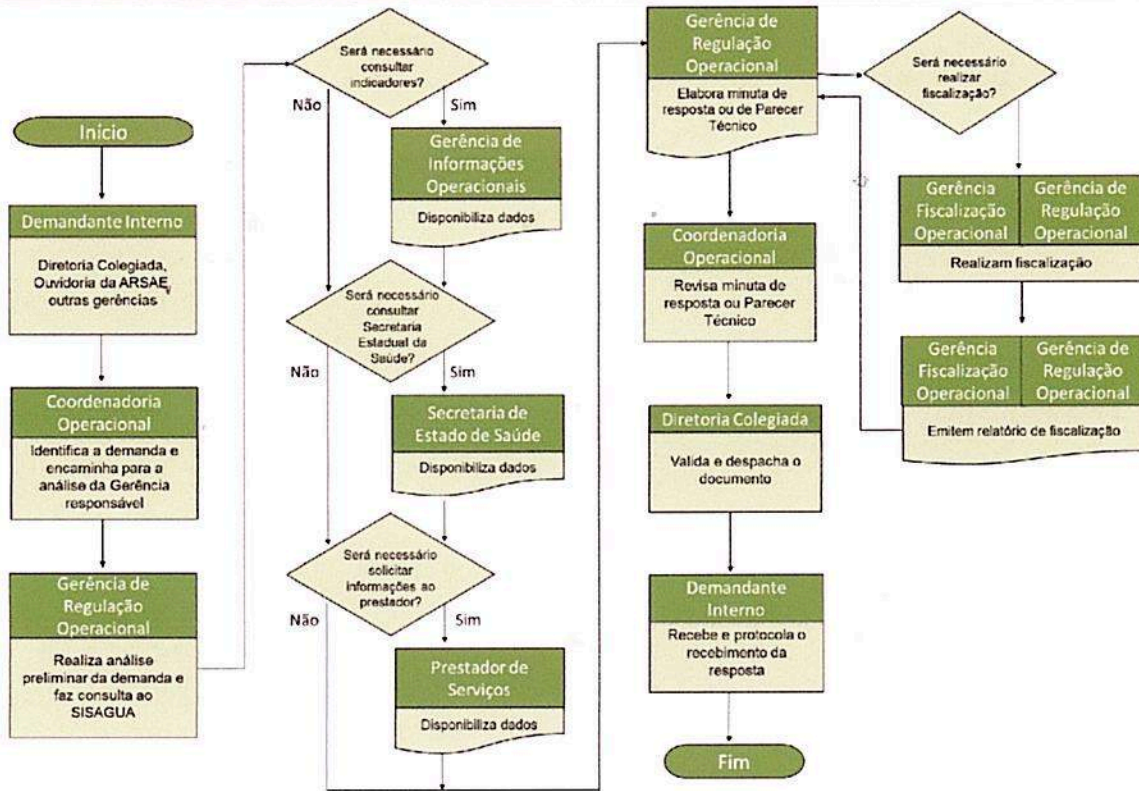 Início
Demandante Interno
Diretoria Colegiada,
Ouvidoria da ARSAE,
outras gerências
Coordenadoria
Operacional
Identifica a demanda e
encaminha para a
análise da Gerência
responsável
Gerência de
Regulação
Operacional
Realiza análise
preliminar da demanda e
faz consulta ao
SISAGUA
Será necessário
consultar
indicadores?
Não
Sim
Gerência de
Informações
Operacionais
Disponibiliza dados
Será necessário
consultar
Secretaria
Estadual da
Saúde?
Não
Sim
Secretaria de
Estado de Saúde
Disponibiliza dados
Será necessário
solicitar
informações ao
prestador?
Não
Sim
Prestador de
Serviços
Disponibiliza dados
Gerência de
Regulação
Operacional
Elabora minuta de
resposta ou de Parecer
Técnico
Será necessário
realizar
fiscalização?
Gerência
Fiscalização
Operacional
Gerência de
Regulação
Operacional
Realizam fiscalização
Gerência
Fiscalização
Operacional
Gerência de
Regulação
Operacional
Emitem relatório de fiscalização
Coordenadoria
Operacional
Revisa minuta de
resposta ou Parecer
Técnico
Diretoria Colegiada
Valida e despacha o
documento
Demandante
Interno
Recebe e protocola o
recebimento da
resposta
Fim